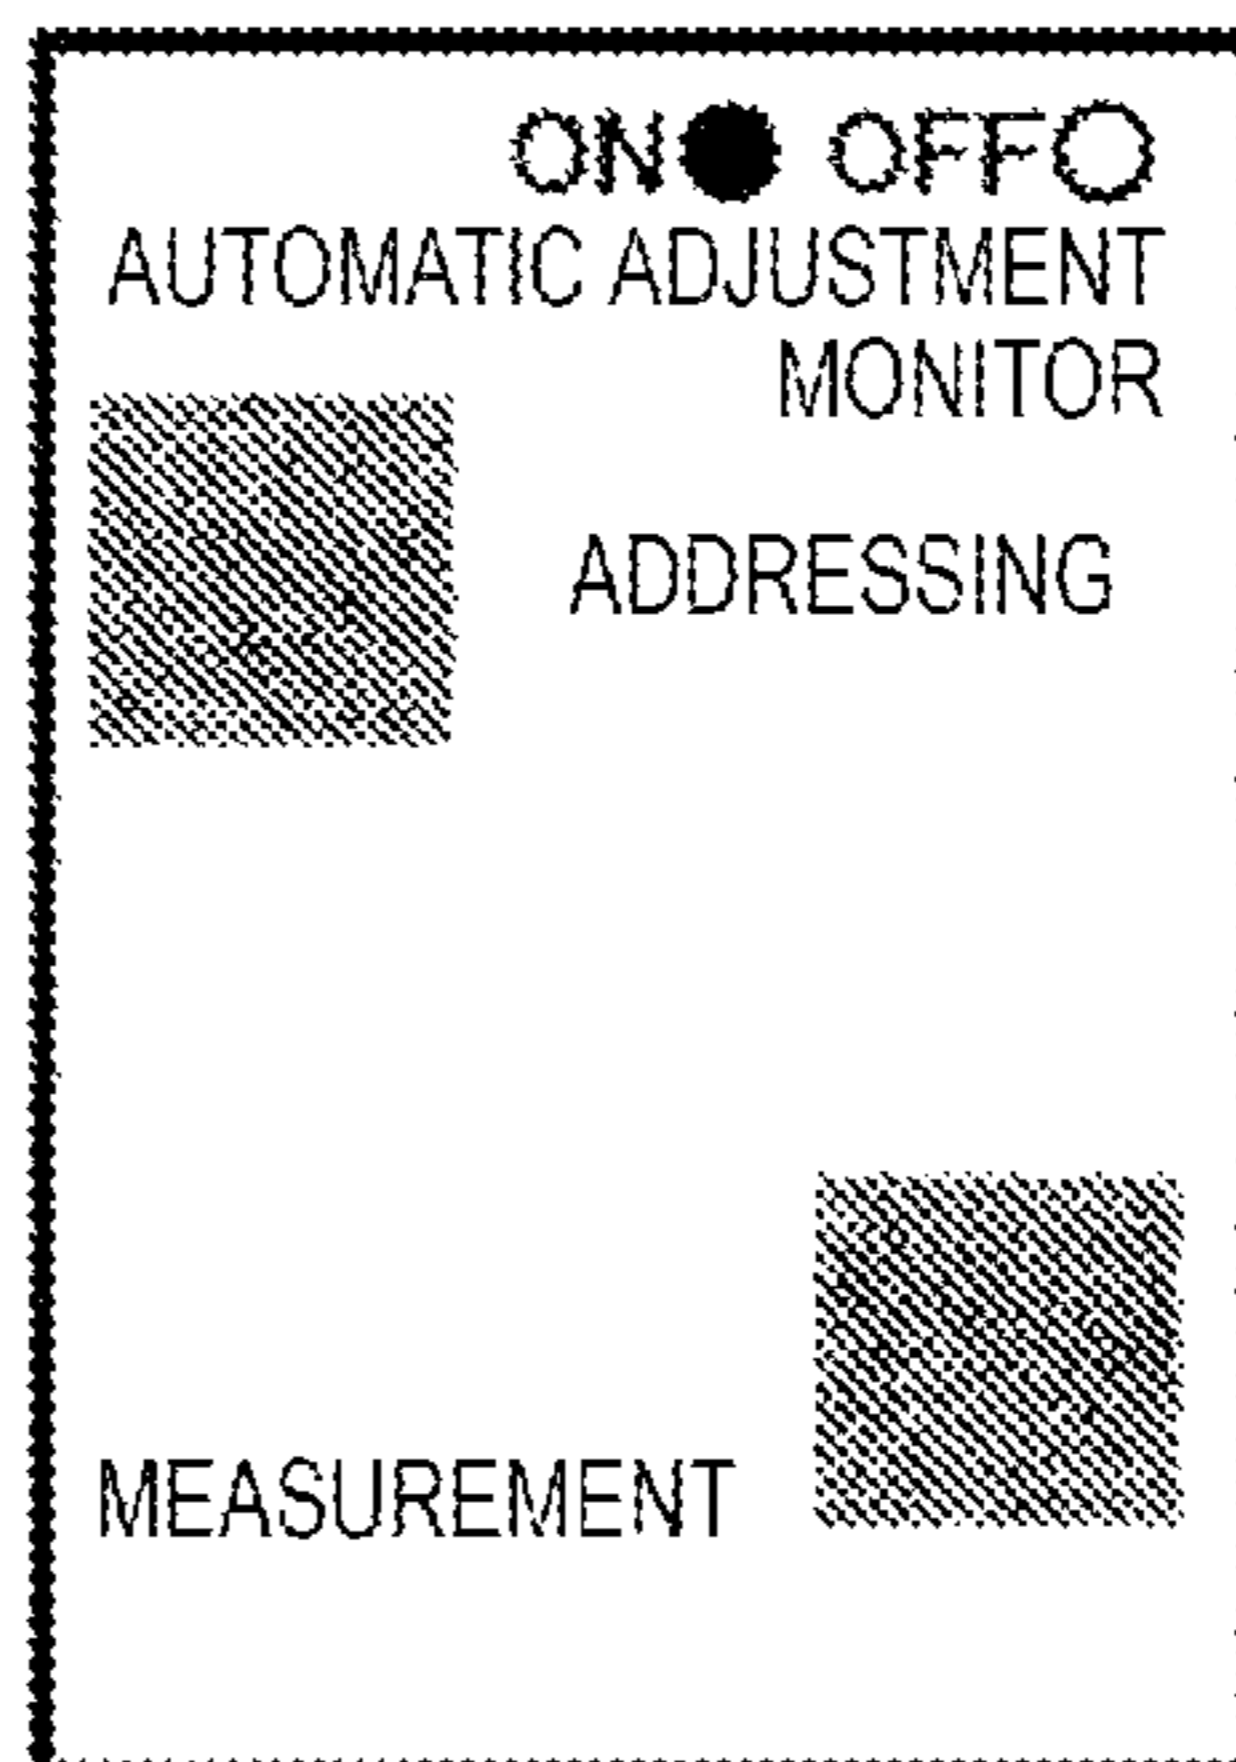 ON● OFF○
AUTOMATIC ADJUSTMENT
MONITOR
ADDRESSING
MEASUREMENT